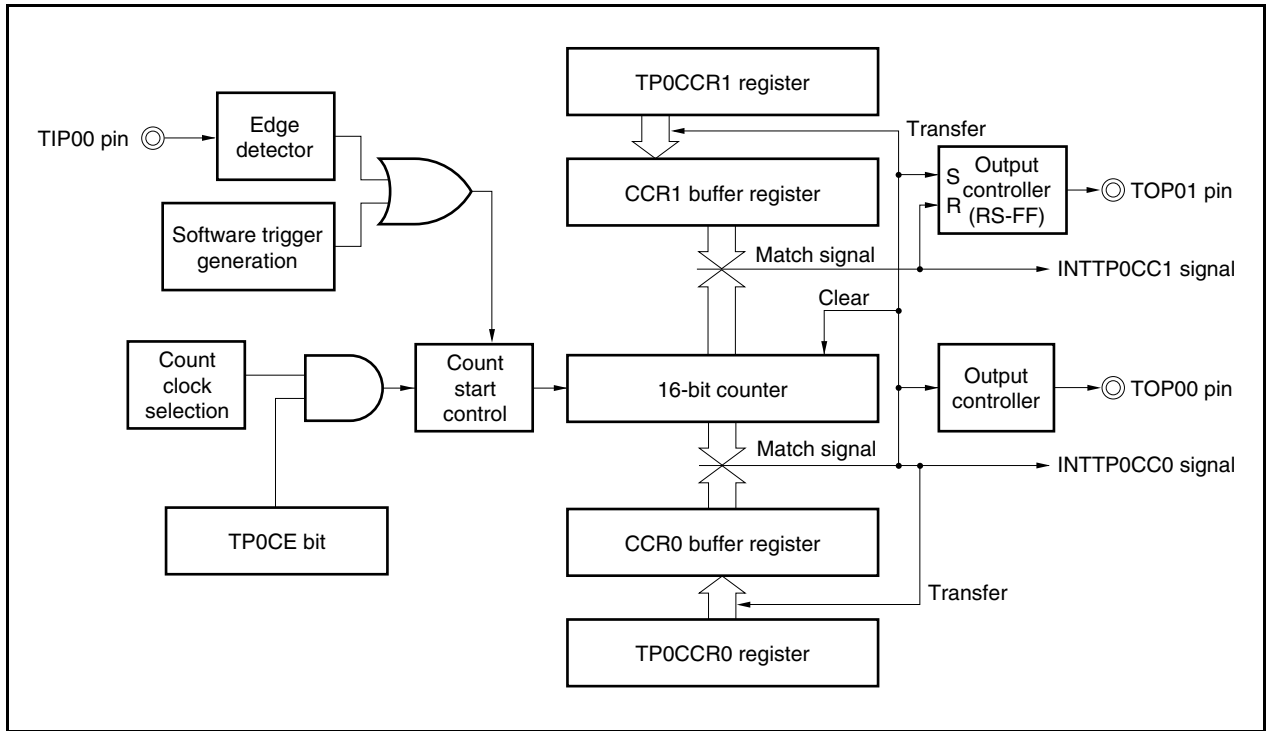 TP0CCR1 register
TIP00 pin
Edge
detector
Transfer
CCR1 buffer register
S
R
Output
controller
(RS-FF)
TOP01 pin
Software trigger
generation
Match signal
INTTP0CC1 signal
Clear
Count
clock
selection
Count
start
control
16-bit counter
Output
controller
TOP00 pin
Match signal
INTTP0CC0 signal
TP0CE bit
CCR0 buffer register
Transfer
TP0CCR0 register